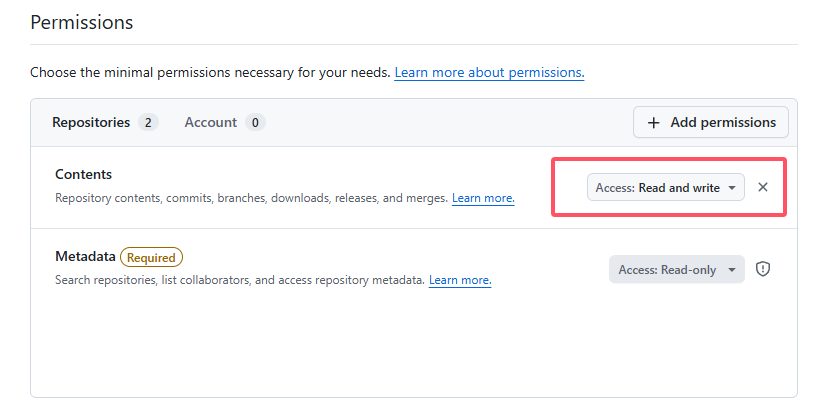 Permissions
Choose the minimal permissions necessary for your needs. Learn more about permissions.
Repositories 2 Account 0 + Add permissions
Contents
Repository contents, commits, branches, downloads, releases, and merges. Learn more.
Access: Read and write
Metadata Required
Search repositories, list collaborators, and access repository metadata. Learn more.
Access: Read-only